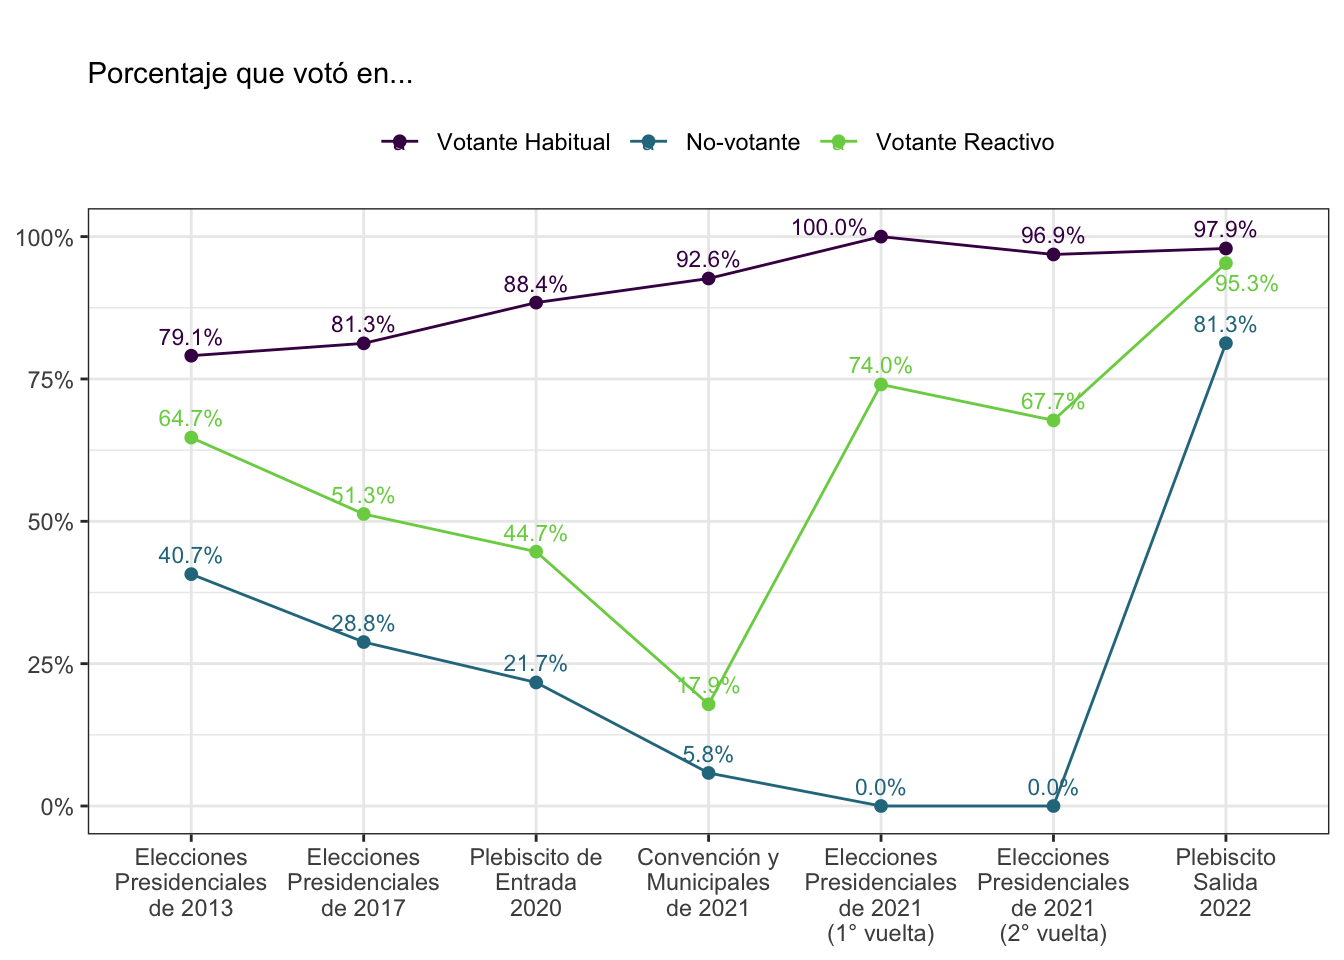 Porcentaje que votó en...
Votante Habitual No-votante Votante Reactivo
100%
75%
50%
25%
0%
79.1%
81.3%
88.4%
92.6%
100.0%
96.9%
97.9%
64.7%
51.3%
44.7%
17.9%
74.0%
67.7%
95.3%
40.7%
28.8%
21.7%
5.8%
0.0%
0.0%
81.3%
Elecciones
Presidenciales
de 2013
Elecciones
Presidenciales
de 2017
Plebiscito de
Entrada
2020
Convención y
Municipales
de 2021
Elecciones
Presidenciales
de 2021
(1° vuelta)
Elecciones
Presidenciales
de 2021
(2° vuelta)
Plebiscito
Salida
2022